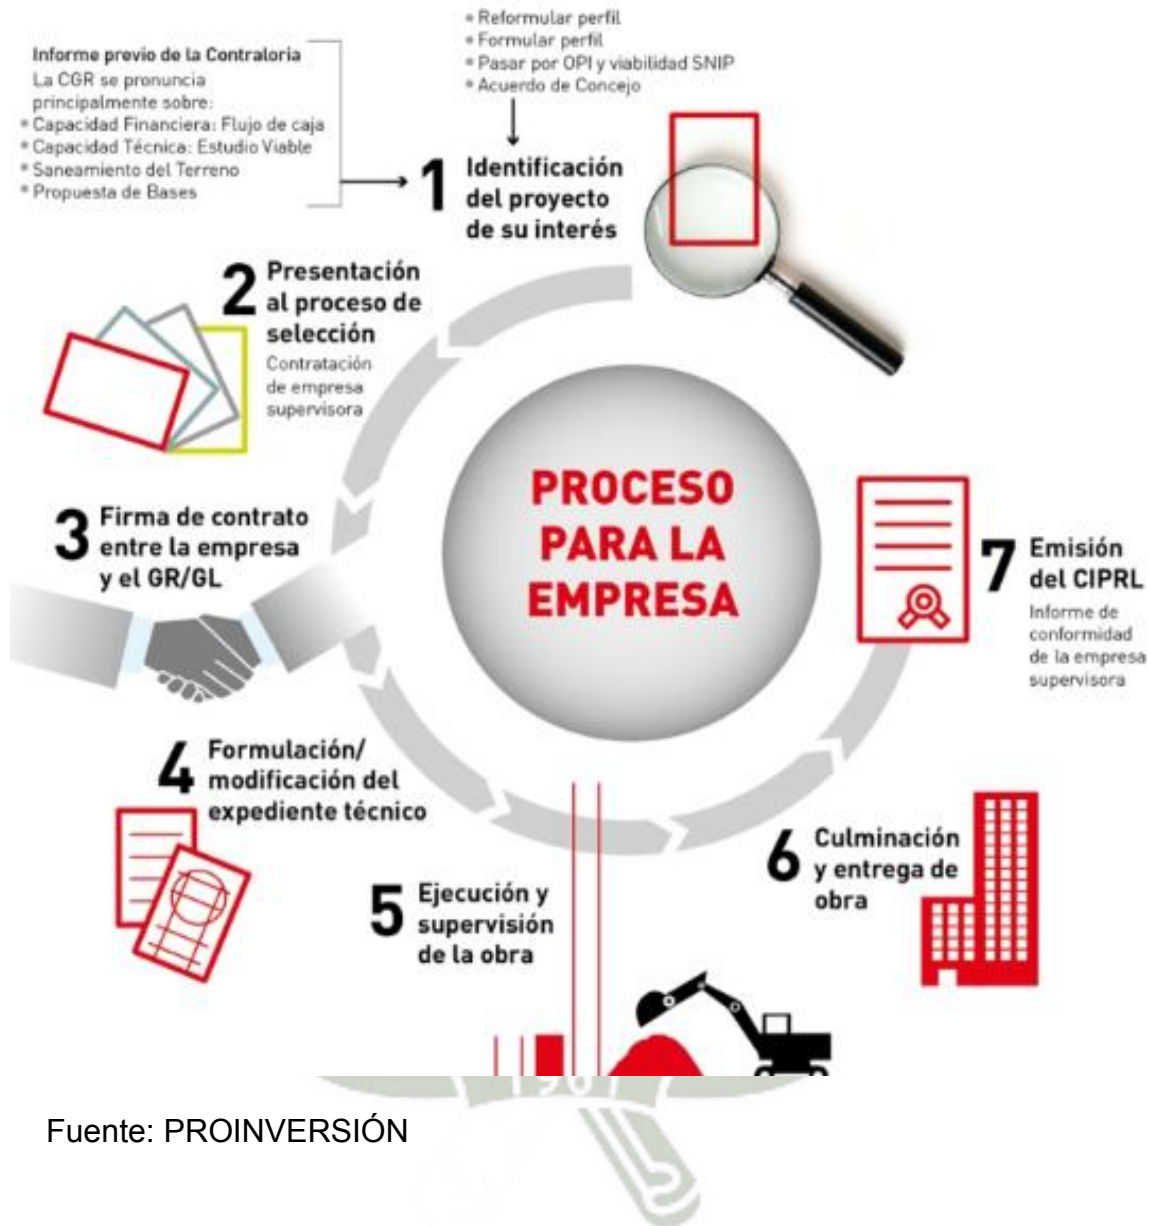 • Reformular perfil
• Formular perfil
• Pasar por OPI y viabilidad SNIP
• Acuerdo de Concejo
Informe previo de la Contraloria
La CGR se pronuncia
principalmente sobre:
• Capacidad Financiera: Flujo de caja
• Capacidad Técnica: Estudio Viable
• Saneamiento del Terreno
• Propuesta de Bases
1 Identificación
del proyecto
de su interés
2 Presentación
al proceso de
selección
Contratación
de empresa
supervisora
3 Firma de contrato
entre la empresa
y el GR/GL
PROCESO
PARA LA
EMPRESA
4 Formulación/
modificación del
expediente técnico
5 Ejecución y
supervisión
de la obra
6 Culminación
y entrega de
obra
7 Emisión
del CIPRL
Informe de
conformidad
de la empresa
supervisora
Fuente: PROINVERSIÓN